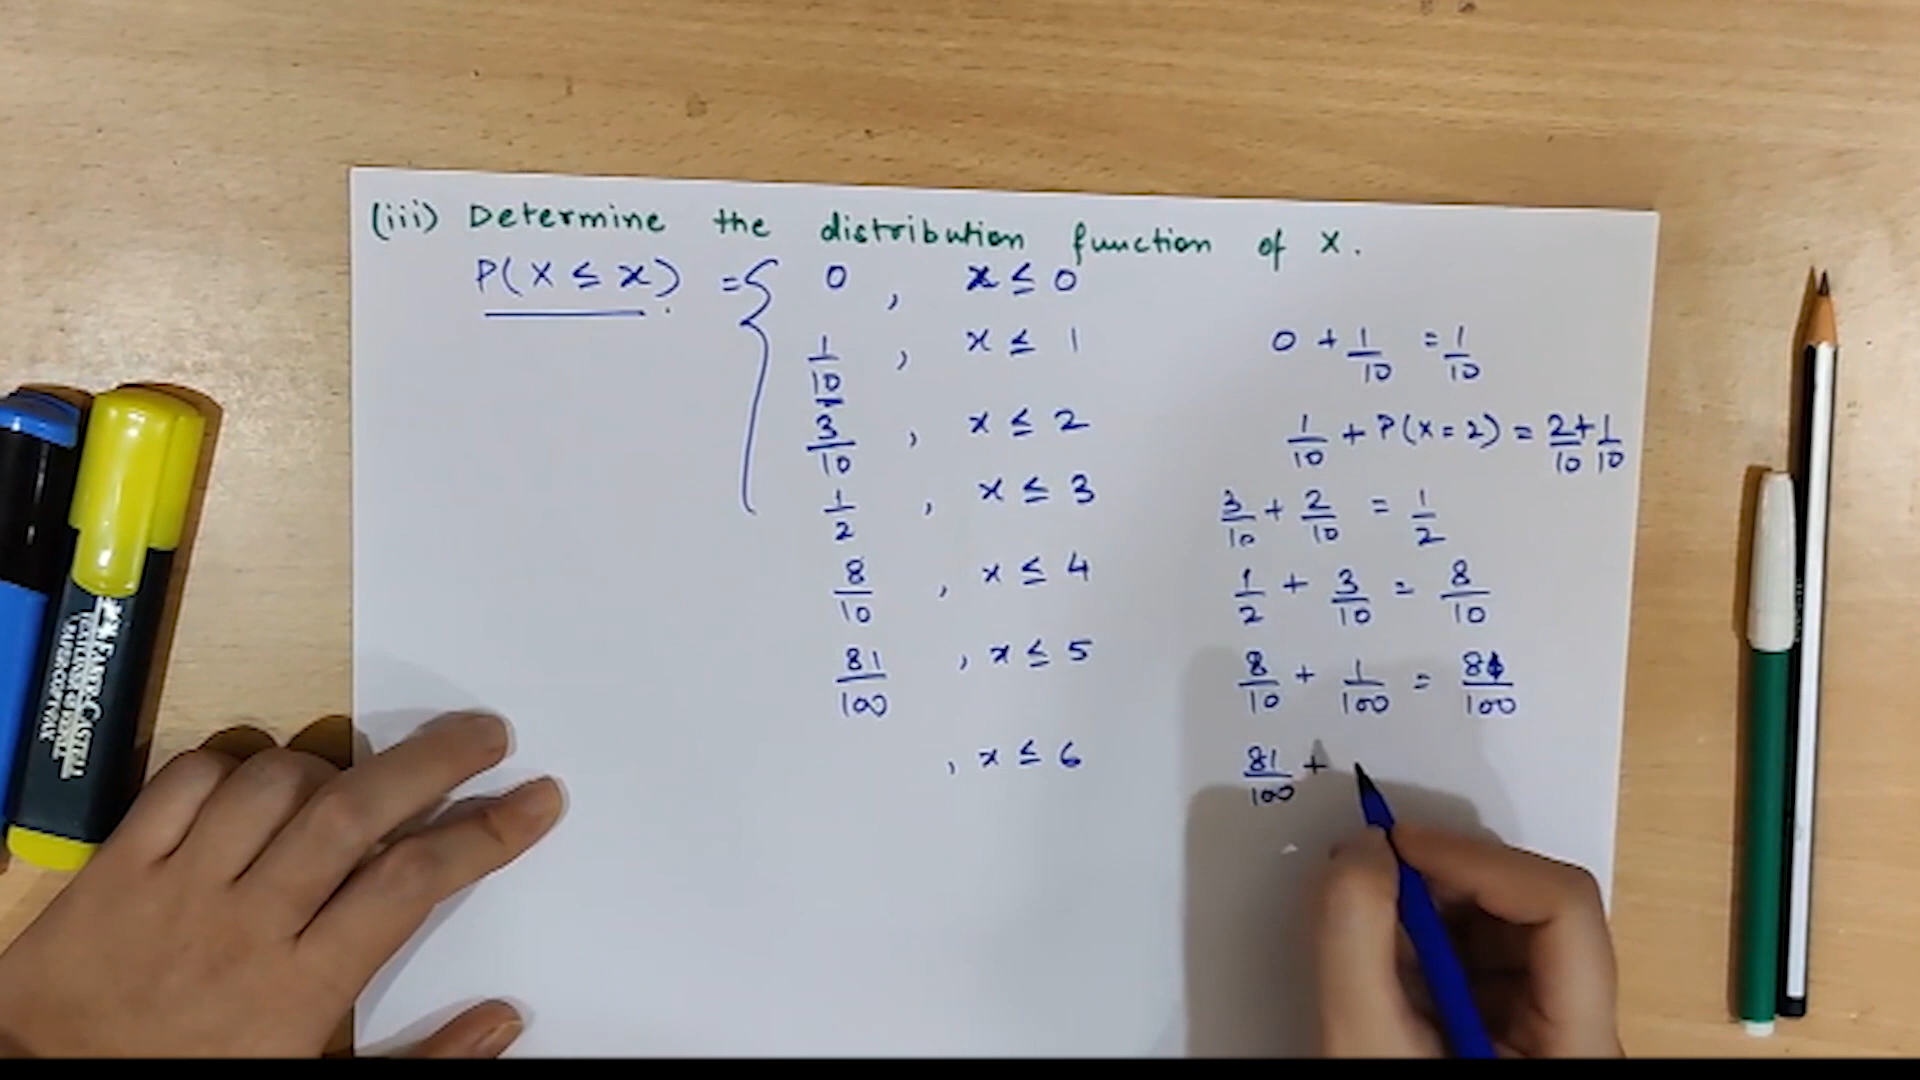 (iii) Determine the distribution function of X.
P(X ≤ x) = { 0 , x ≤ 0
1/10 , x ≤ 1 0 + 1/10 = 1/10
3/10 , x ≤ 2 1/10 + P(X = 2) = 2/10 + 1/10
1/2 , x ≤ 3 3/10 + 2/10 = 1/2
8/10 , x ≤ 4 1/2 + 3/10 = 8/10
81/100 , x ≤ 5 8/10 + 1/100 = 81/100
, x ≤ 6 81/100 +
FABER-CASTELL